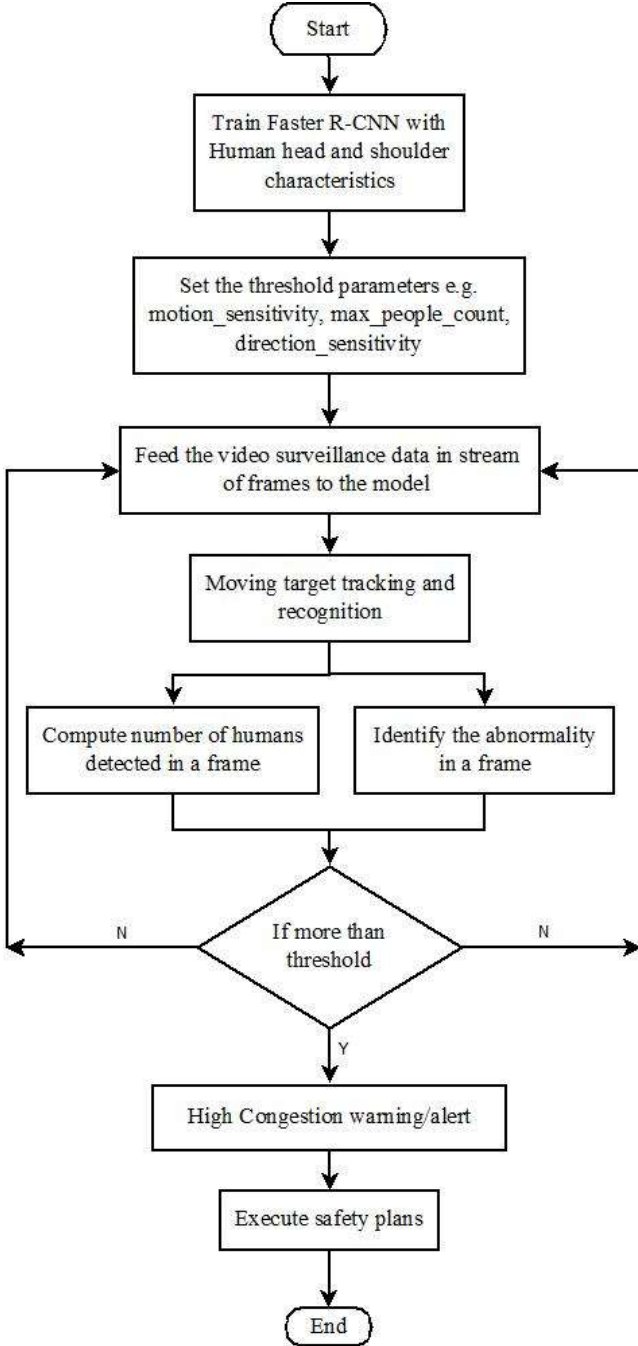 Start
Train Faster R-CNN with
Human head and shoulder
characteristics
Set the threshold parameters e.g.
motion_sensitivity, max_people_count,
direction_sensitivity
Feed the video surveillance data in stream
of frames to the model
Moving target tracking and
recognition
Compute number of humans
detected in a frame
Identify the abnormality
in a frame
If more than
threshold
N
N
Y
High Congestion warning/alert
Execute safety plans
End